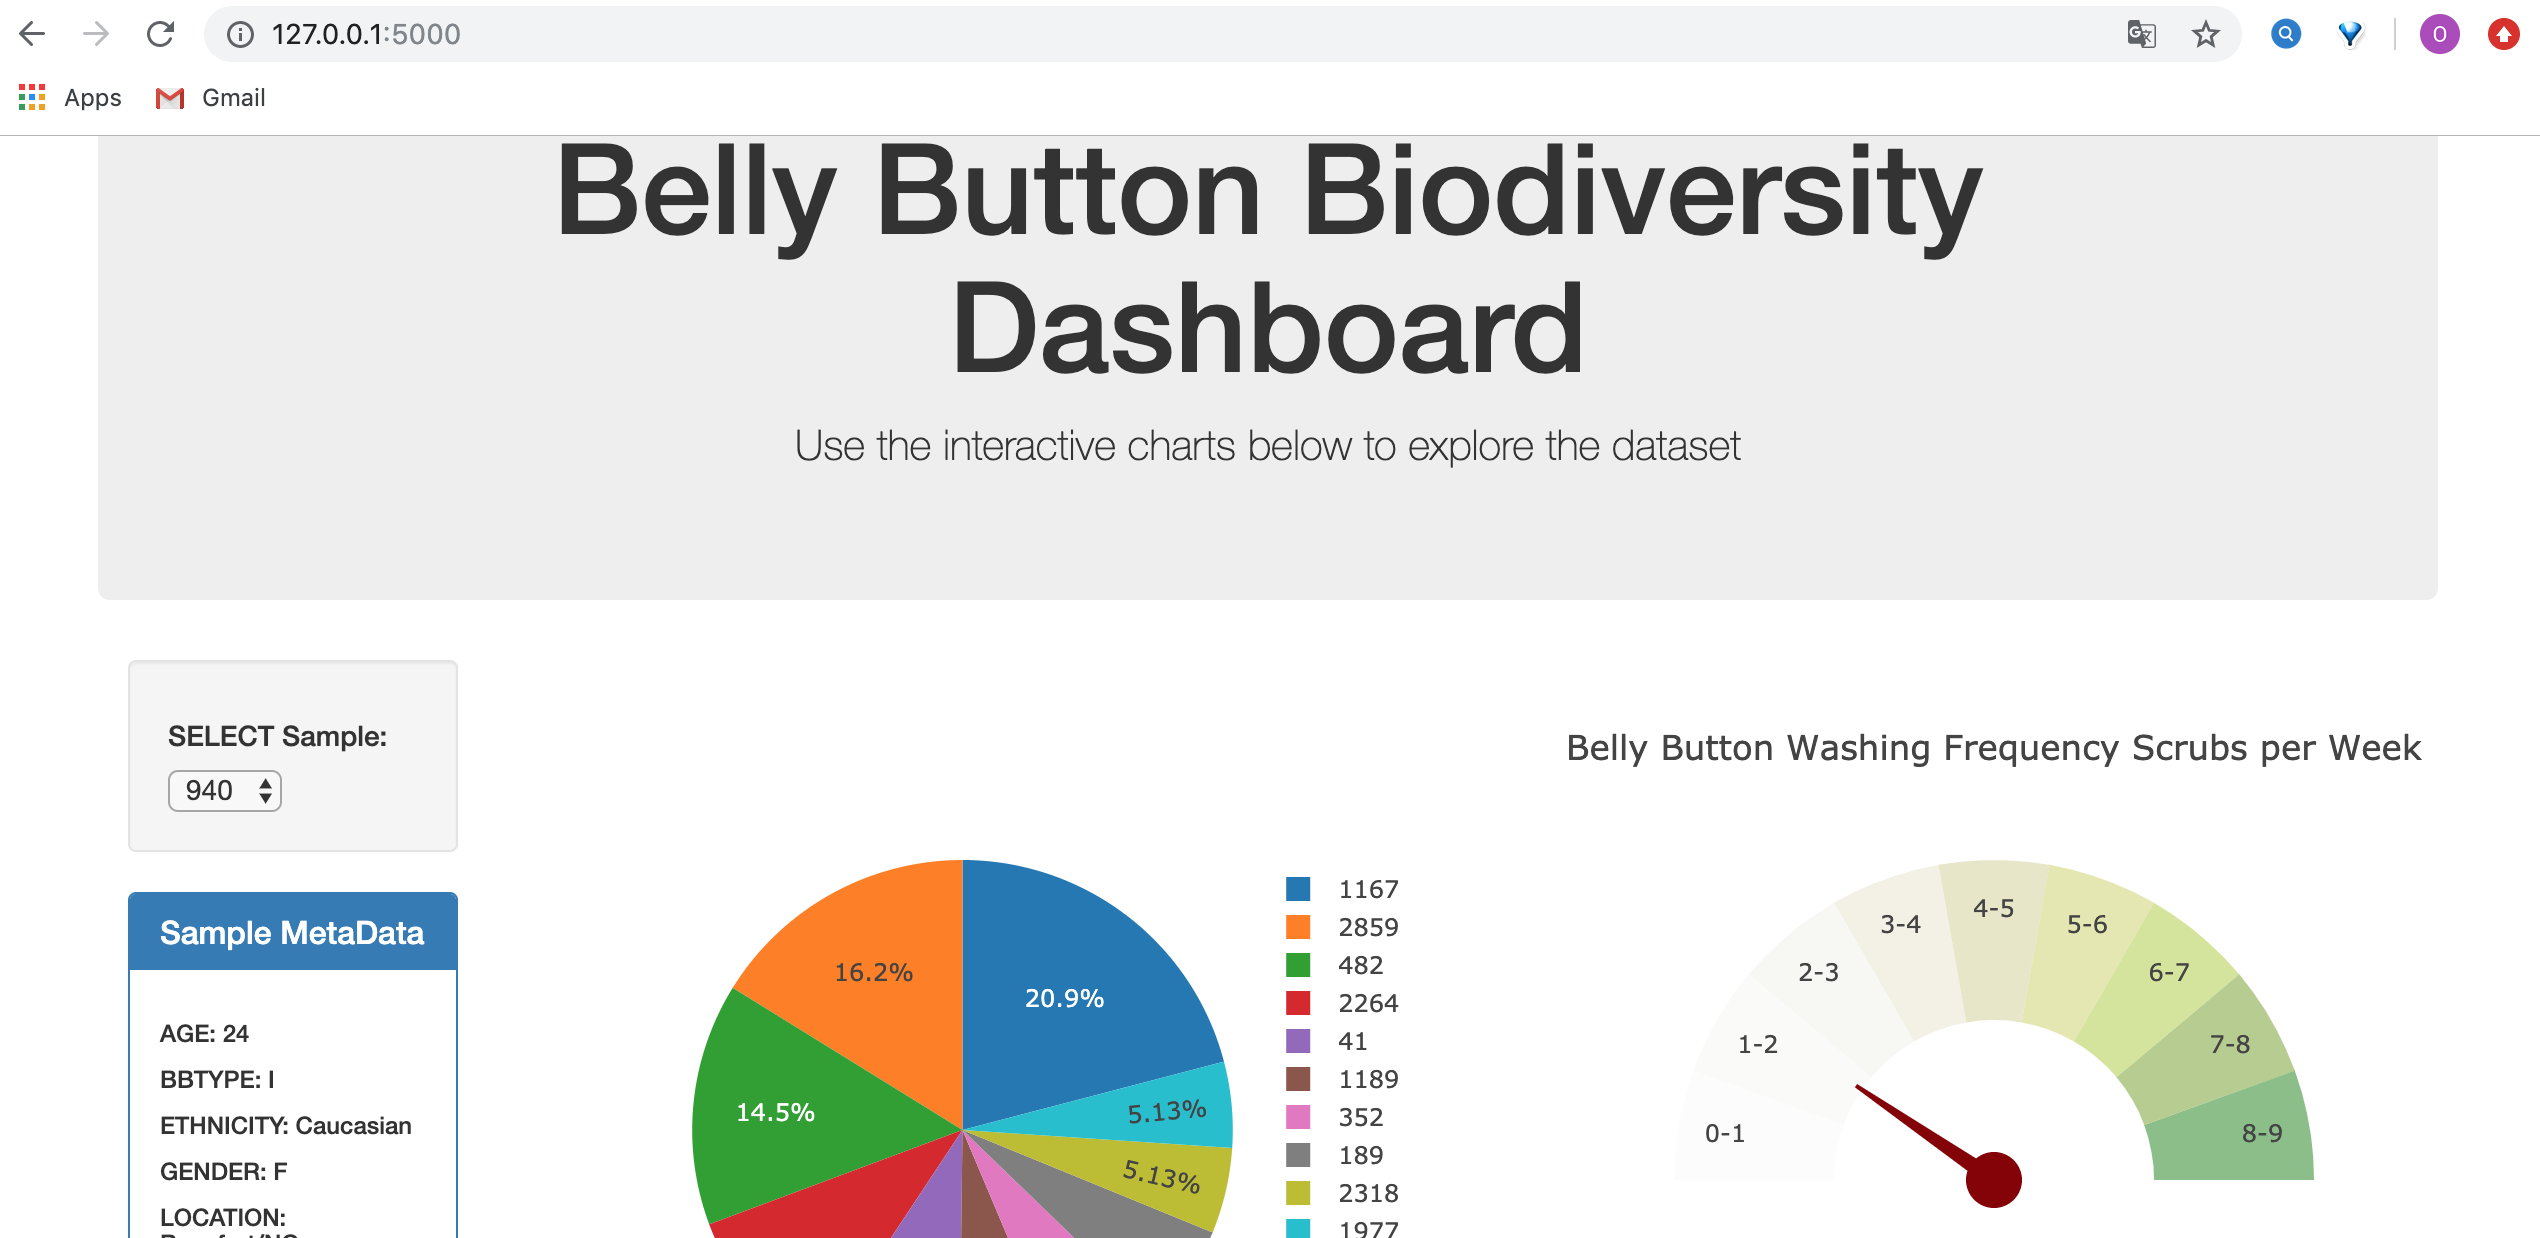 127.0.0.1:5000
O
Apps
Gmail
Belly Button Biodiversity
Dashboard
Use the interactive charts below to explore the dataset
SELECT Sample:
940
Sample MetaData
AGE: 24
BBTYPE: I
ETHNICITY: Caucasian
GENDER: F
LOCATION:
16.2%
20.9%
14.5%
5.13%
5.13%
1167
2859
482
2264
41
1189
352
189
2318
1977
Belly Button Washing Frequency Scrubs per Week
0-1
1-2
2-3
3-4
4-5
5-6
6-7
7-8
8-9